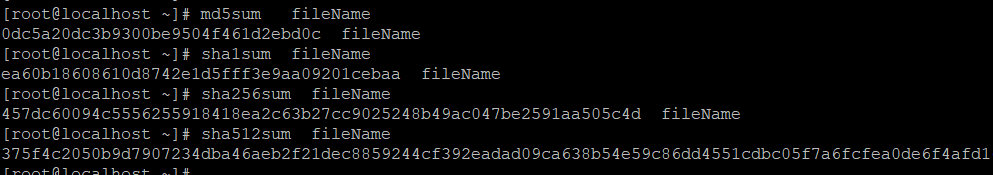 [root@localhost ~]# md5sum   fileName
0dc5a20dc3b9300be9504f461d2ebd0c  fileName
[root@localhost ~]# sha1sum  fileName
ea60b18608610d8742e1d5fff3e9aa09201cebaa  fileName
[root@localhost ~]# sha256sum  fileName
457dc60094c5556255918418ea2c63b27cc9025248b49ac047be2591aa505c4d  fileName
[root@localhost ~]# sha512sum  fileName
375f4c2050b9d7907234dba46aeb2f21dec8859244cf392eadad09ca638b54e59c86dd4551cdbc05f7a6fcfea0de6f4afd1
[root@localhost ~]#